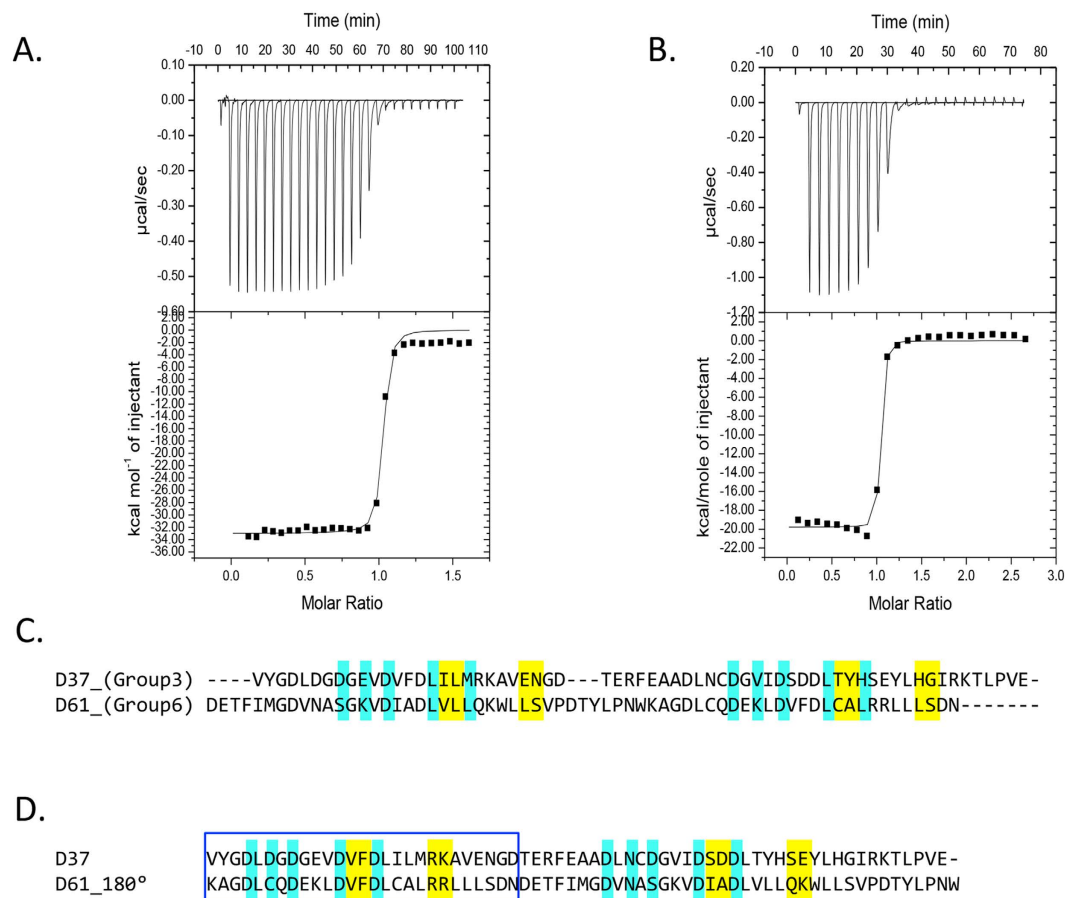 A.
Time (min)
-10 0 10 20 30 40 50 60 70 80 90 100 110
0.10
0.00
-0.10
-0.20
-0.30
-0.40
-0.50
-0.60
µcal/sec
2.00
0.00
-2.00
-4.00
-6.00
-8.00
-10.00
-12.00
-14.00
-16.00
-18.00
-20.00
-22.00
-24.00
-26.00
-28.00
-30.00
-32.00
-34.00
-36.00
kcal mol⁻¹ of injectant
0.0 0.5 1.0 1.5
Molar Ratio
B.
Time (min)
-10 0 10 20 30 40 50 60 70 80
0.20
0.00
-0.20
-0.40
-0.60
-0.80
-1.00
-1.20
µcal/sec
2.00
0.00
-2.00
-4.00
-6.00
-8.00
-10.00
-12.00
-14.00
-16.00
-18.00
-20.00
-22.00
kcal/mole of injectant
0.0 0.5 1.0 1.5 2.0 2.5 3.0
Molar Ratio
C.
D37_(Group3) ----VYGDLDGDGEVDVFDLILMRKAVENGD---TERFEAADLNCDGVIDSDDLTYHSEYLHGIRKTLPVE-
D61_(Group6) DETFIMGDVNASGKVDIADLVLLQKWLLSVPDTYLPNWKAGDLCQDEKLDVFDLCALRRLLLSDN-------
D.
D37 VYGDLDGDGEVDVFDLILMRKAVENGDTERFEAADLNCDGVIDSDDLTYHSEYLHGIRKTLPVE-
D61_180° KAGDLCQDEKLDVFDLCALRRLLLSDNDETFIMGDVNASGKVDIADLVLLQKWLLSVPDTYLPNW